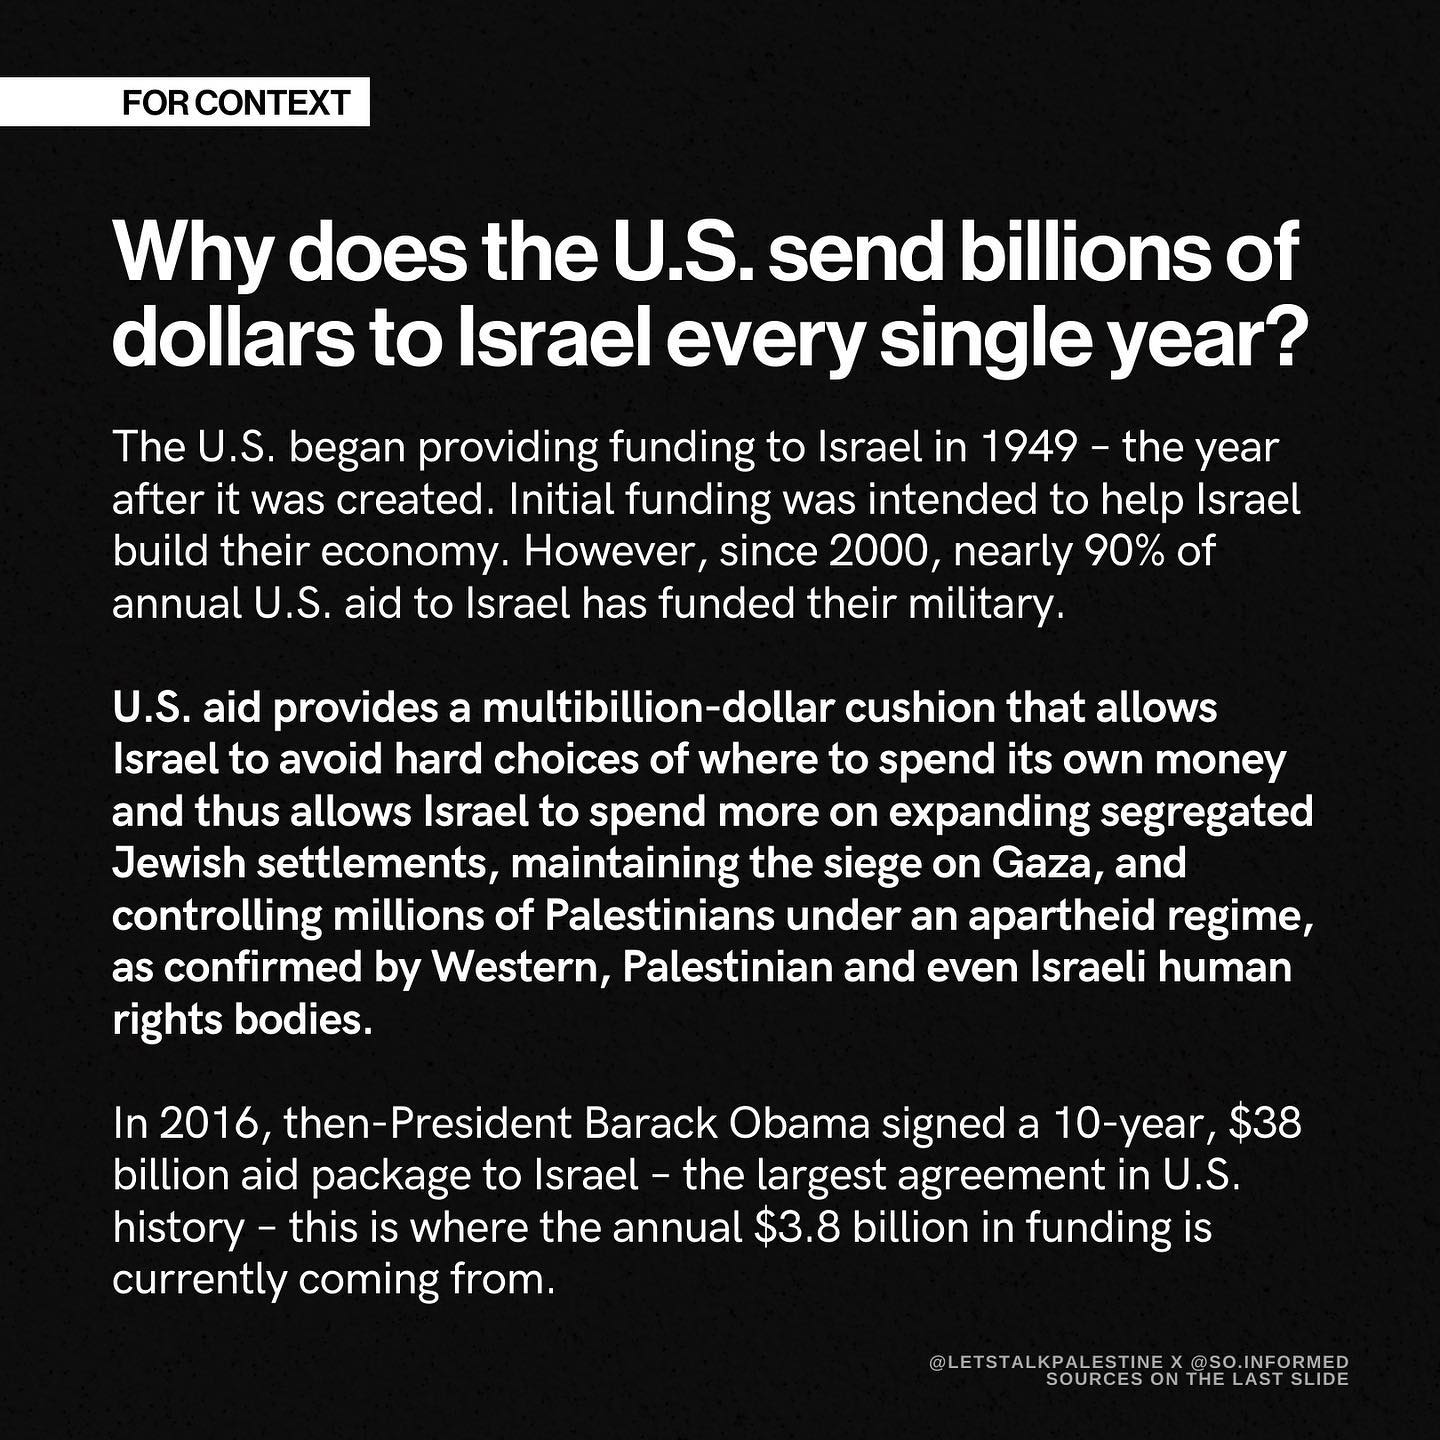 FOR CONTEXT
Why does the U.S. send billions of
dollars to Israel every single year?
The U.S. began providing funding to Israel in 1949 – the year
after it was created. Initial funding was intended to help Israel
build their economy. However, since 2000, nearly 90% of
annual U.S. aid to Israel has funded their military.
U.S. aid provides a multibillion-dollar cushion that allows
Israel to avoid hard choices of where to spend its own money
and thus allows Israel to spend more on expanding segregated
Jewish settlements, maintaining the siege on Gaza, and
controlling millions of Palestinians under an apartheid regime,
as confirmed by Western, Palestinian and even Israeli human
rights bodies.
In 2016, then-President Barack Obama signed a 10-year, $38
billion aid package to Israel – the largest agreement in U.S.
history – this is where the annual $3.8 billion in funding is
currently coming from.
@LETSTALKPALESTINE X @SO.INFORMED
SOURCES ON THE LAST SLIDE